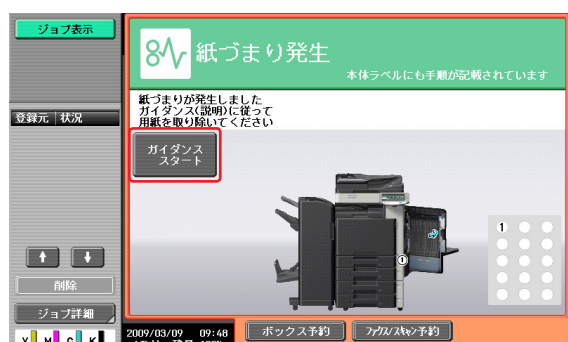 ジョブ表示
紙づまり発生
本体ラベルにも手順が記載されています
紙づまりが発生しました
ガイダンス(説明)に従って
用紙を取り除いてください
登録元 状況
ガイダンス
スタート
1
①
削除
ジョブ詳細
2009/03/09 09:48
ボックス予約
ファクス/スキャン予約
Y M C K